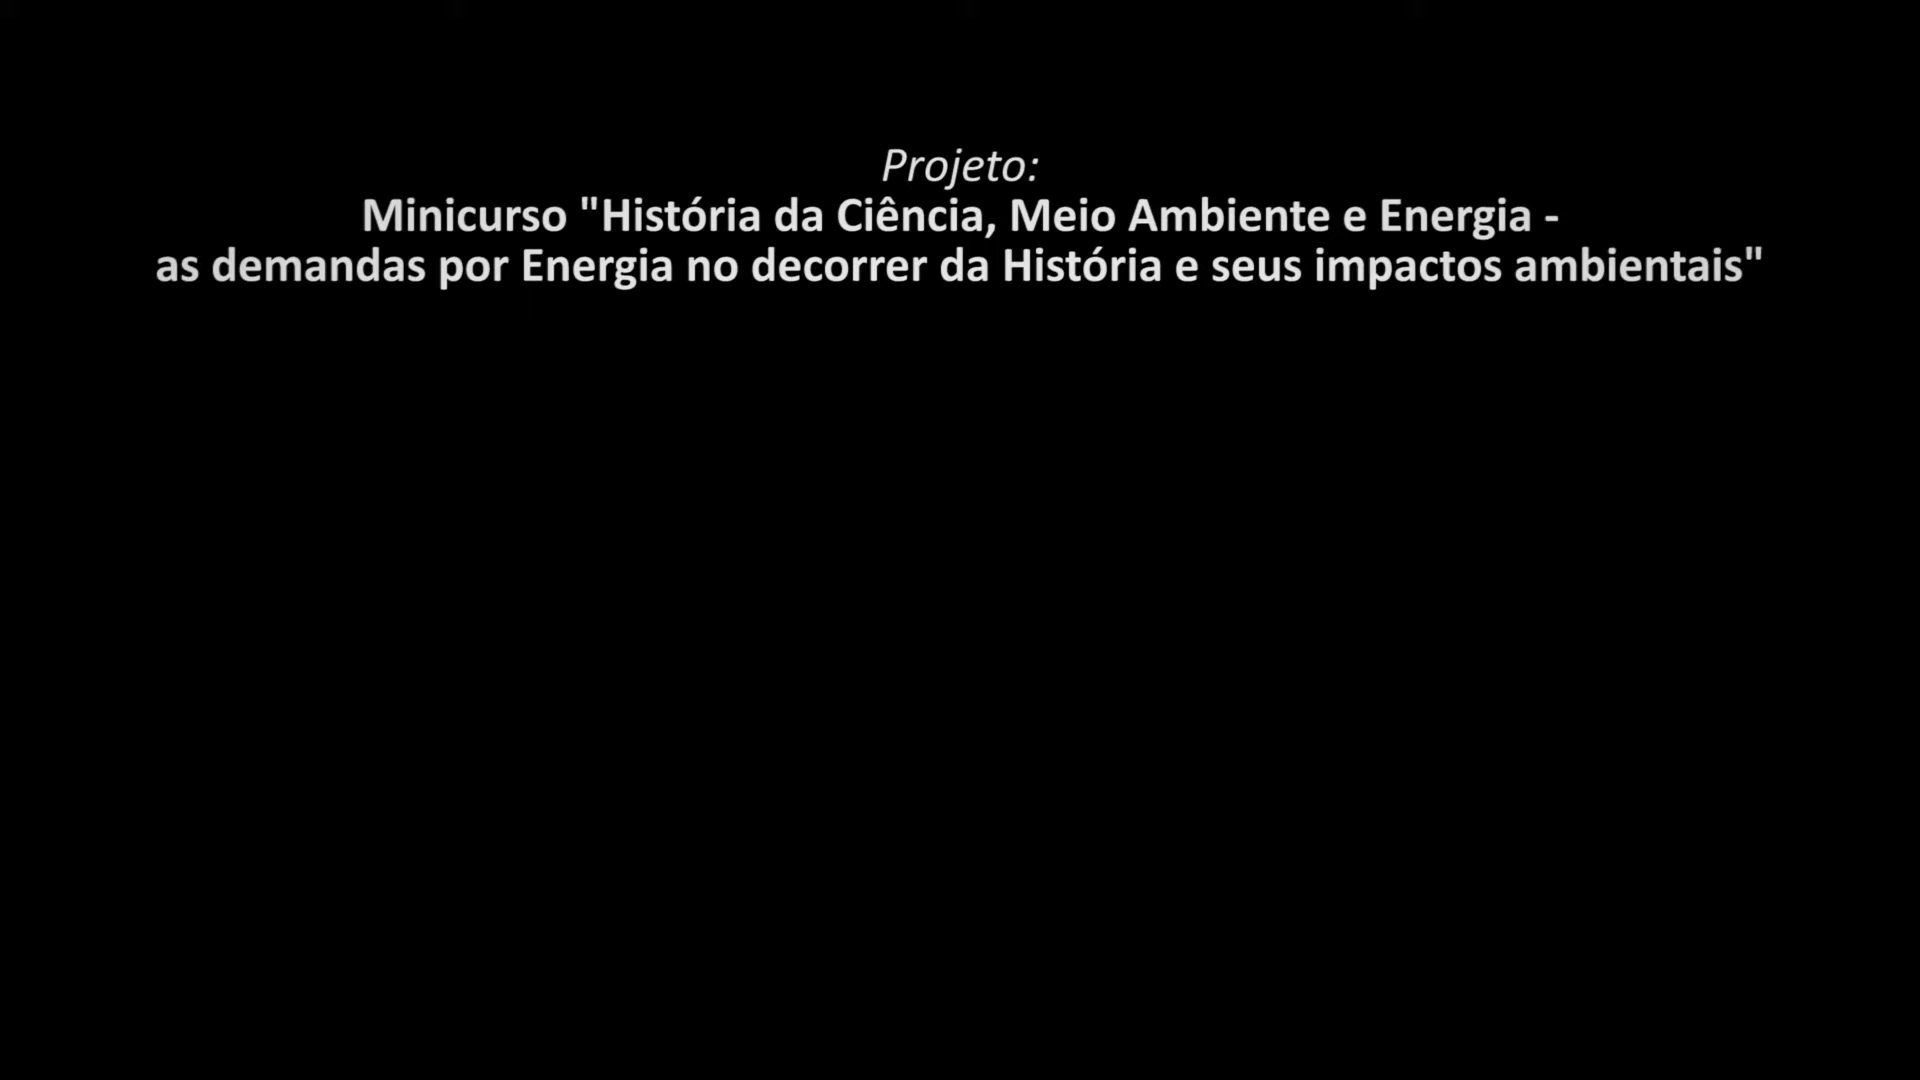 Projeto:
Minicurso "História da Ciência, Meio Ambiente e Energia -
as demandas por Energia no decorrer da História e seus impactos ambientais"